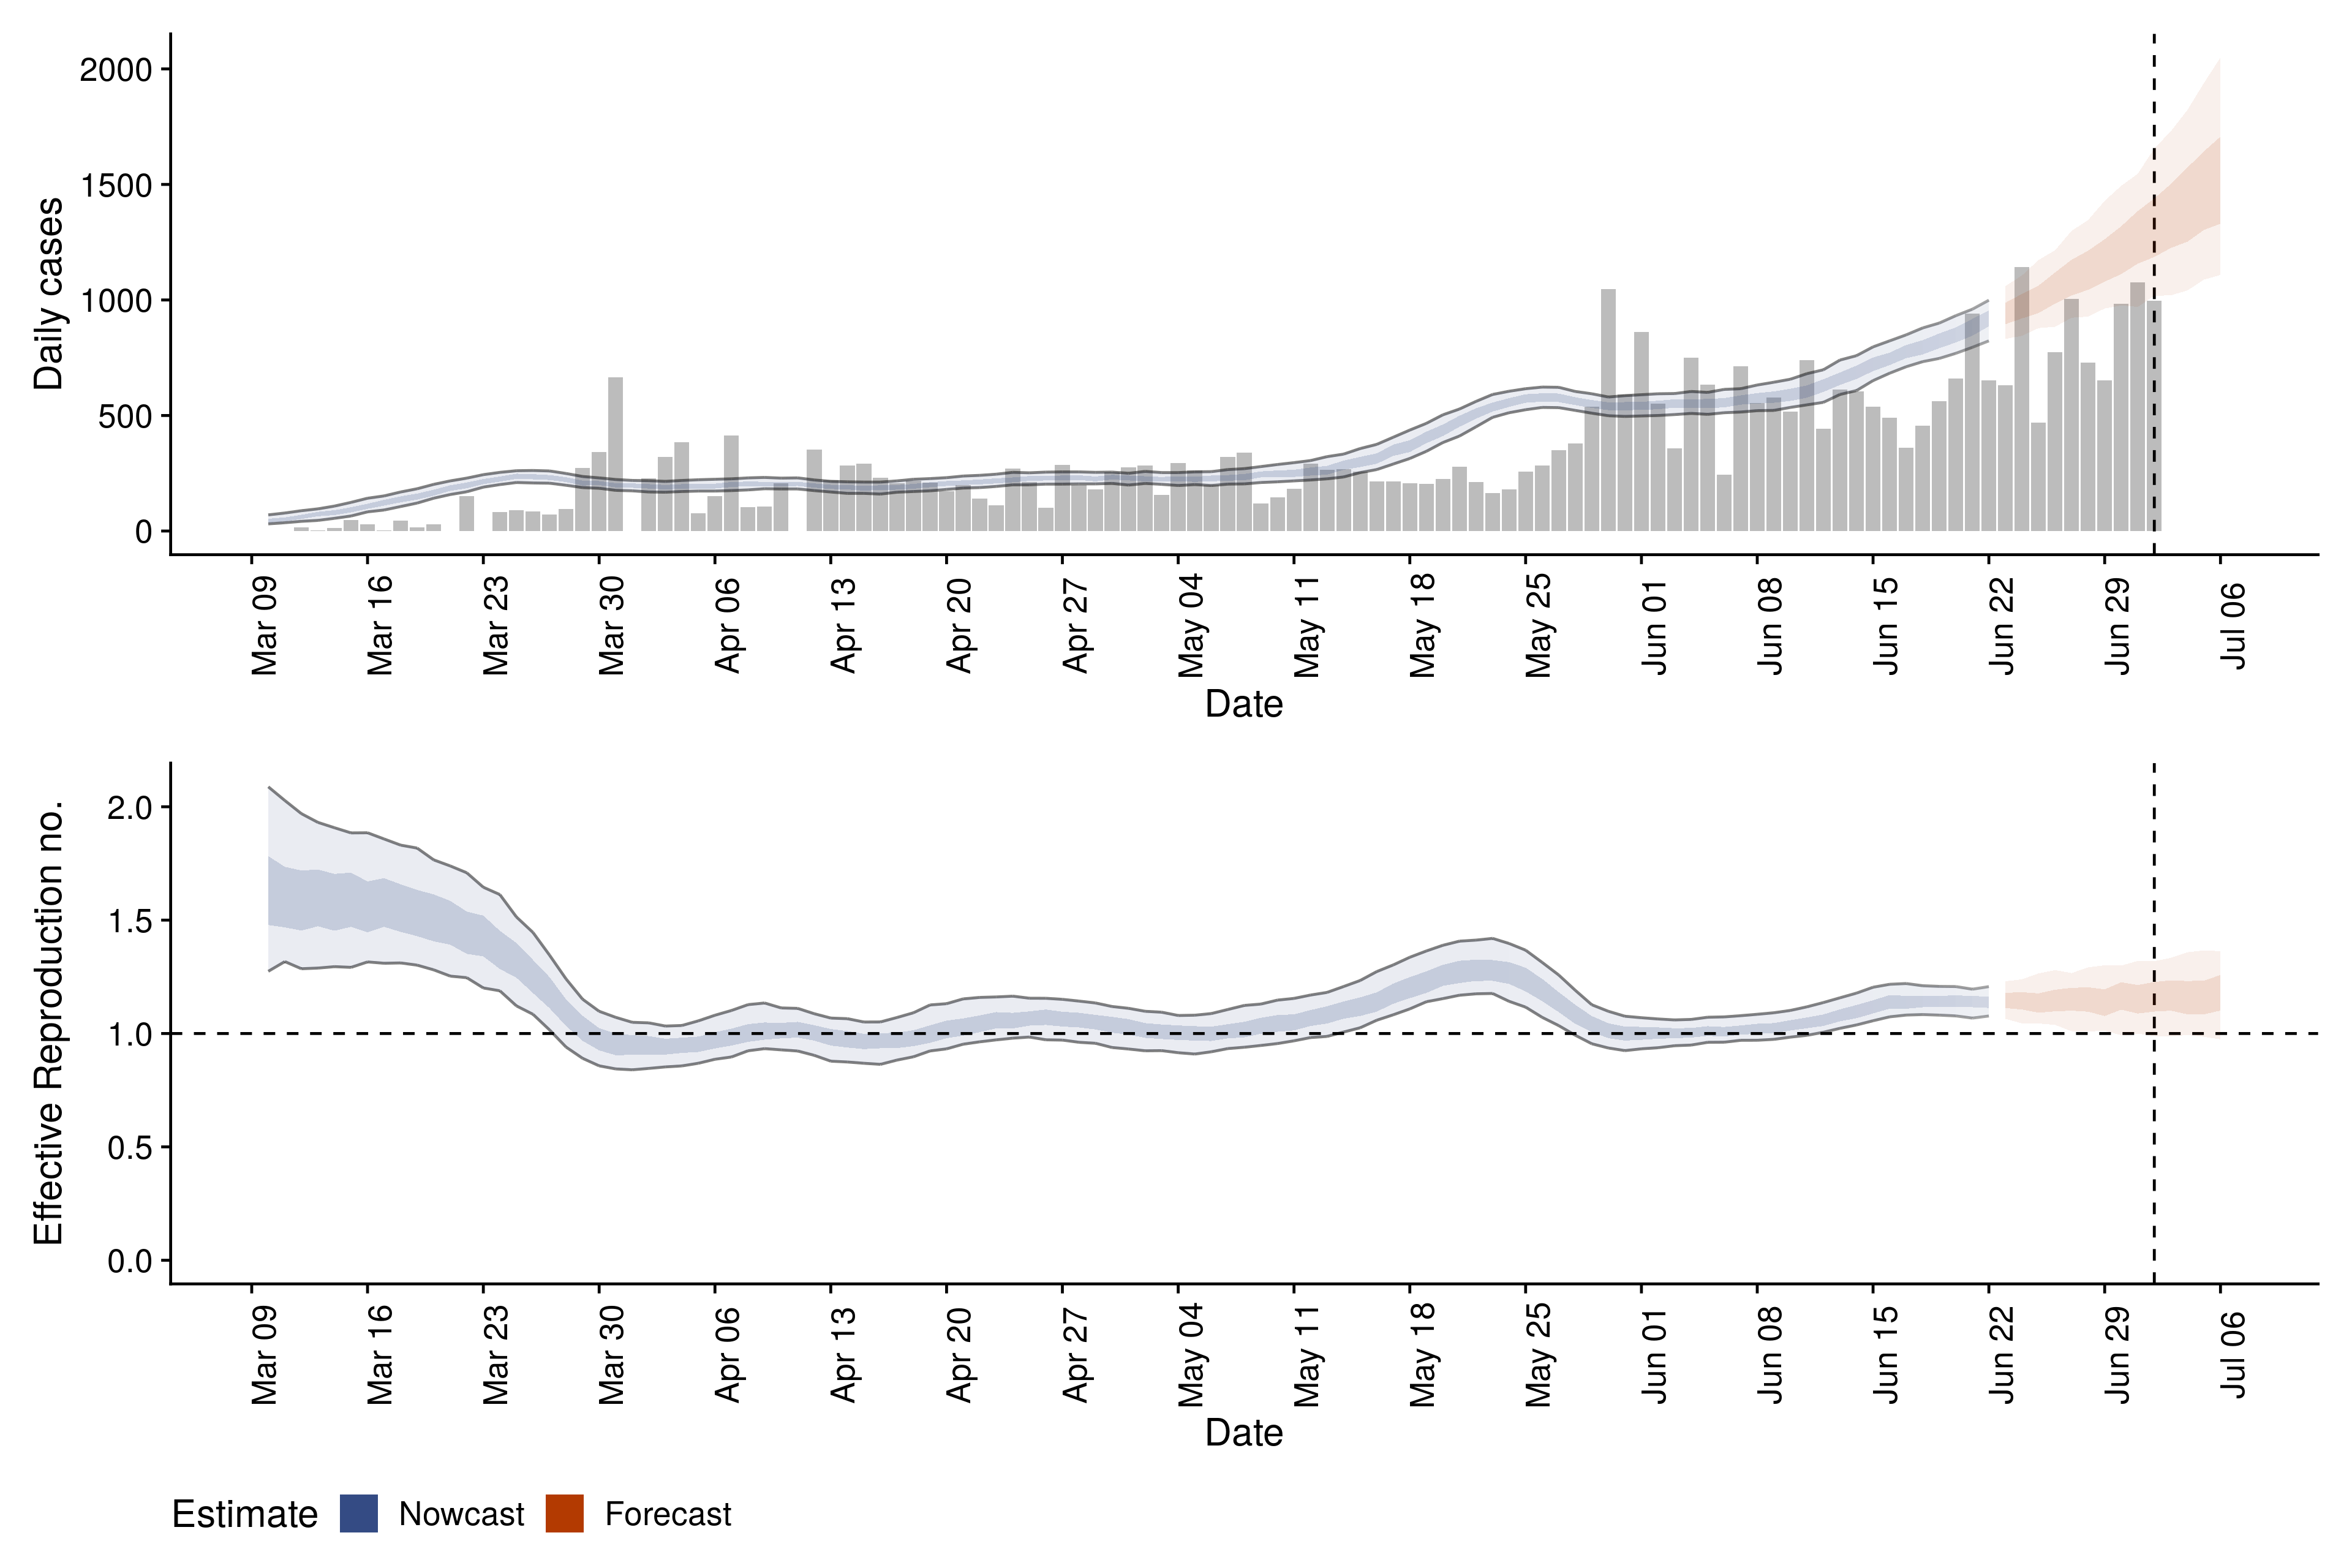 Daily cases
2000
1500
1000
500
0
Mar 09 Mar 16 Mar 23 Mar 30 Apr 06 Apr 13 Apr 20 Apr 27 May 04 May 11 May 18 May 25 Jun 01 Jun 08 Jun 15 Jun 22 Jun 29 Jul 06
Date
Effective Reproduction no.
2.0
1.5
1.0
0.5
0.0
Mar 09 Mar 16 Mar 23 Mar 30 Apr 06 Apr 13 Apr 20 Apr 27 May 04 May 11 May 18 May 25 Jun 01 Jun 08 Jun 15 Jun 22 Jun 29 Jul 06
Date
Estimate Nowcast Forecast